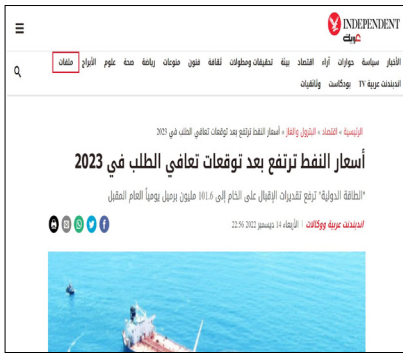 INDEPENDENT
عربية
الأخبار سياسة حوارات آراء اقتصاد بيئة تحقيقات ومطولات ثقافة فنون منوعات رياضة صحة علوم الأبراج ملفات
اندبندنت عربية TV بودكاست وثائقيات
الرئيسية » اقتصاد » البترول والغاز » أسعار النفط ترتفع بعد توقعات تعافي الطلب في 2023
أسعار النفط ترتفع بعد توقعات تعافي الطلب في 2023
"الطاقة الدولية" ترفع تقديرات الإقبال على الخام إلى 101.6 مليون برميل يومياً العام المقبل
اندبندنت عربية ووكالات | الأربعاء 14 ديسمبر 2022 22:56